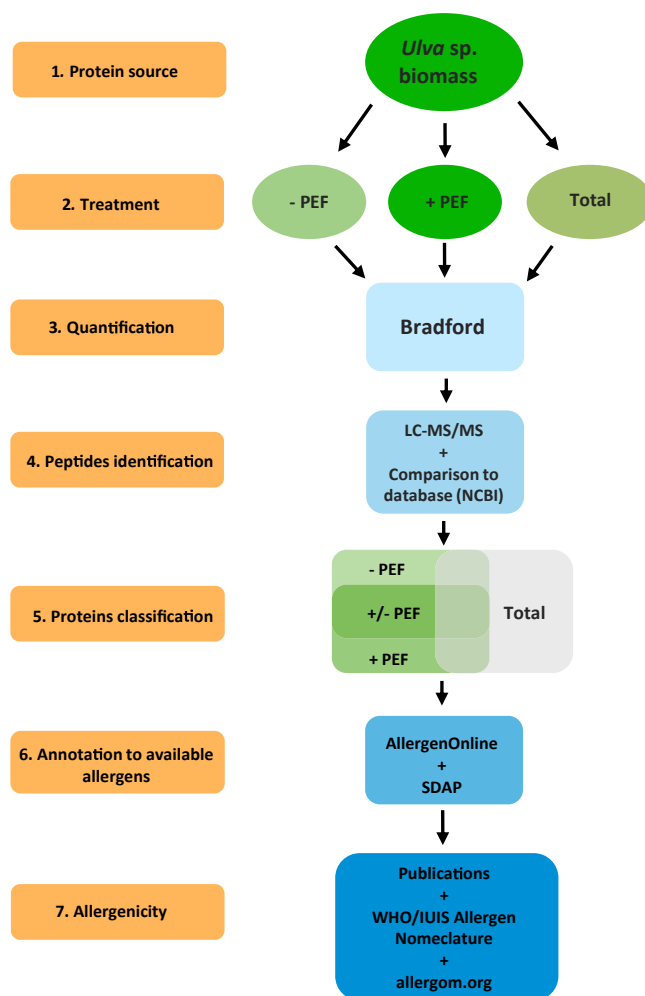 1. Protein source
Ulva sp.
biomass
2. Treatment
- PEF
+ PEF
Total
3. Quantification
Bradford
4. Peptides identification
LC-MS/MS
+
Comparison to
database (NCBI)
5. Proteins classification
- PEF
+/- PEF
+ PEF
Total
6. Annotation to available
allergens
AllergenOnline
+
SDAP
7. Allergenicity
Publications
+
WHO/IUIS Allergen
Nomeclature
+
allergom.org